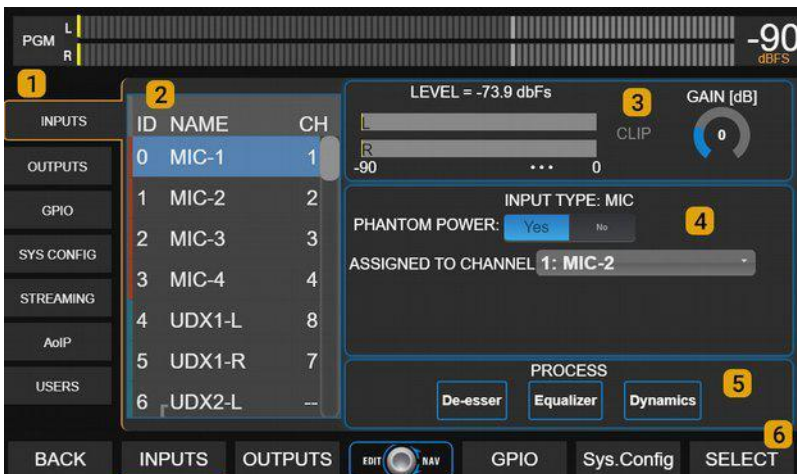 PGM L R -90 dBFS
1
INPUTS
OUTPUTS
GPIO
SYS CONFIG
STREAMING
AoIP
USERS
2
ID NAME CH
0 MIC-1 1
1 MIC-2 2
2 MIC-3 3
3 MIC-4 4
4 UDX1-L 8
5 UDX1-R 7
6 UDX2-L --
LEVEL = -73.9 dbFs
3
GAIN [dB]
L
R
CLIP
0
-90 ... 0
INPUT TYPE: MIC
4
PHANTOM POWER: Yes No
ASSIGNED TO CHANNEL 1: MIC-2
PROCESS
5
De-esser Equalizer Dynamics
6
BACK INPUTS OUTPUTS EDIT NAV GPIO Sys.Config SELECT